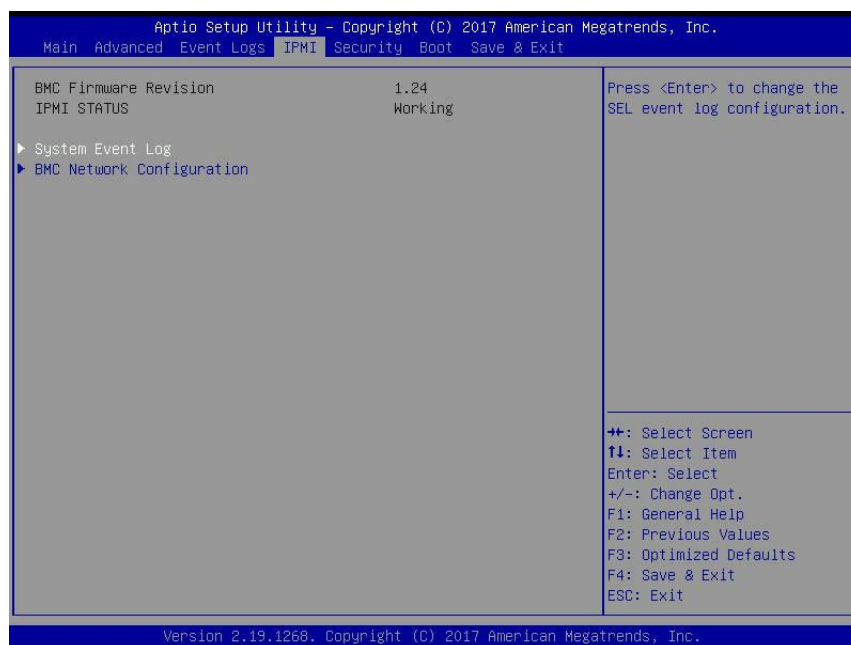 Aptio Setup Utility – Copyright (C) 2017 American Megatrends, Inc.
Main Advanced Event Logs IPMI Security Boot Save & Exit
BMC Firmware Revision 1.24
IPMI STATUS Working
System Event Log
BMC Network Configuration
Press <Enter> to change the
SEL event log configuration.
→←: Select Screen
↑↓: Select Item
Enter: Select
+/-: Change Opt.
F1: General Help
F2: Previous Values
F3: Optimized Defaults
F4: Save & Exit
ESC: Exit
Version 2.19.1268. Copyright (C) 2017 American Megatrends, Inc.